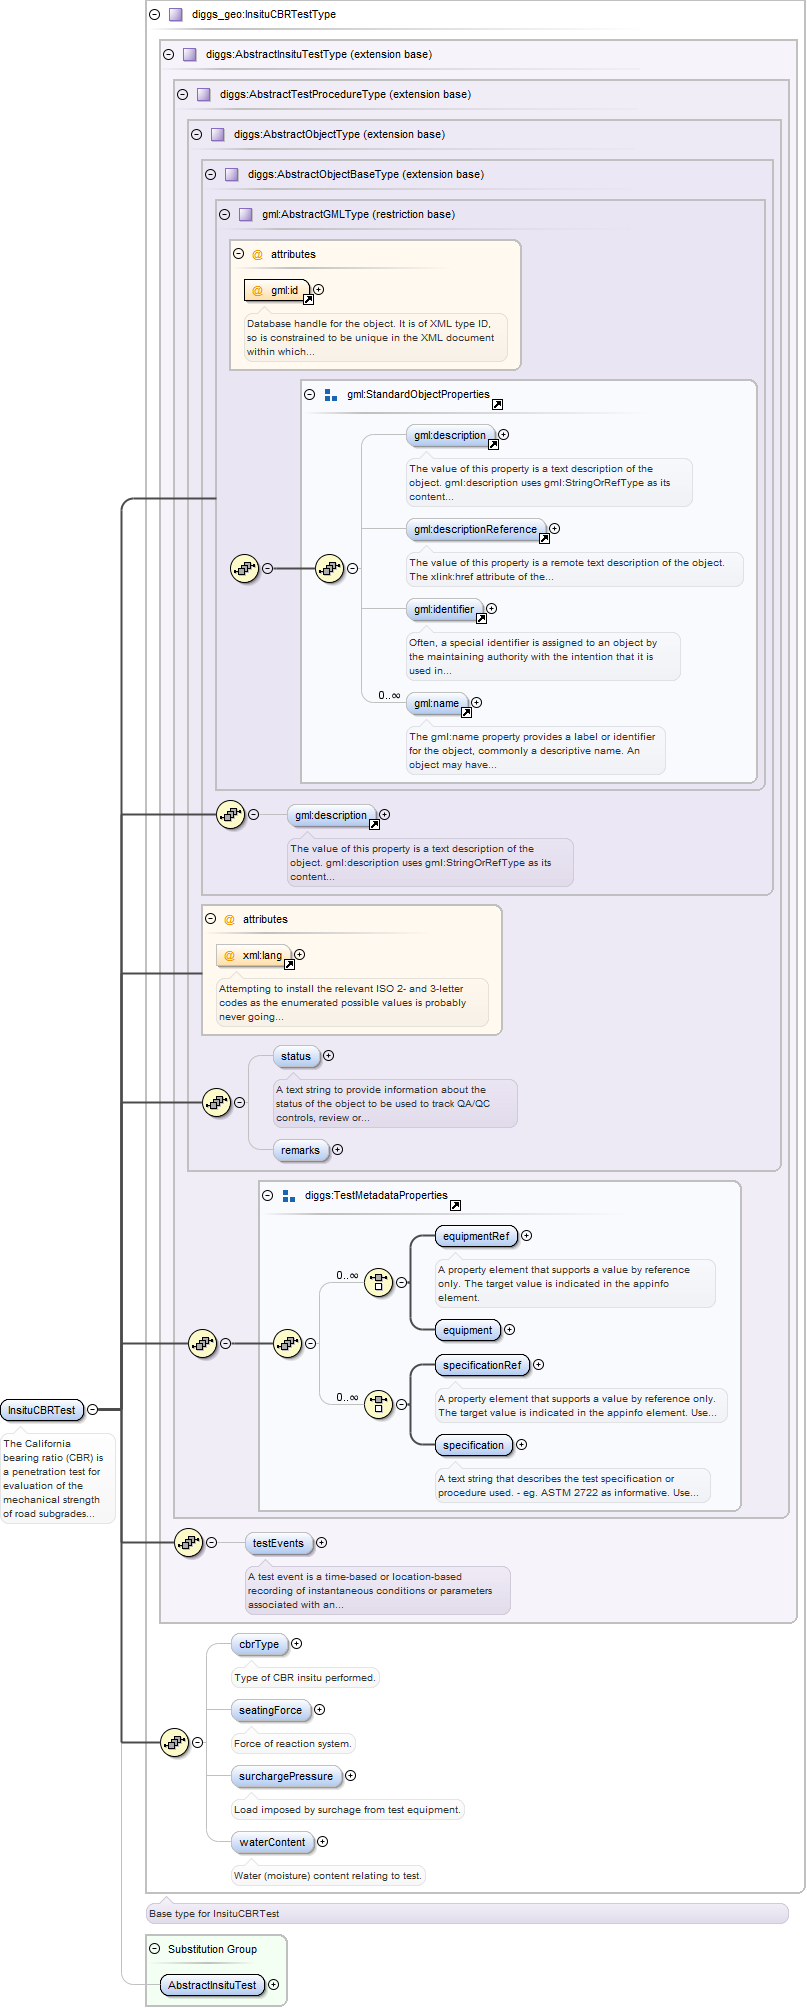 diggs_geo:InsituCBRTestType
diggs:AbstractInsituTestType (extension base)
diggs:AbstractTestProcedureType (extension base)
diggs:AbstractObjectType (extension base)
diggs:AbstractObjectBaseType (extension base)
gml:AbstractGMLType (restriction base)
@ attributes
@ gml:id
Database handle for the object. It is of XML type ID,
so is constrained to be unique in the XML document
within which...
gml:StandardObjectProperties
gml:description
The value of this property is a text description of the
object. gml:description uses gml:StringOrRefType as its
content...
gml:descriptionReference
The value of this property is a remote text description of the object.
The xlink:href attribute of the...
gml:identifier
Often, a special identifier is assigned to an object by
the maintaining authority with the intention that it is
used in...
0..∞
gml:name
The gml:name property provides a label or identifier
for the object, commonly a descriptive name. An
object may have...
gml:description
The value of this property is a text description of the
object. gml:description uses gml:StringOrRefType as its
content...
@ attributes
@ xml:lang
Attempting to install the relevant ISO 2- and 3-letter
codes as the enumerated possible values is probably
never going...
status
A text string to provide information about the
status of the object to be used to track QA/QC
controls, review or...
remarks
diggs:TestMetadataProperties
equipmentRef
0..∞
A property element that supports a value by reference
only. The target value is indicated in the appinfo
element.
equipment
specificationRef
0..∞
A property element that supports a value by reference only.
The target value is indicated in the appinfo element. Use...
specification
A text string that describes the test specification or
procedure used. - eg. ASTM 2722 as informative. Use...
InsituCBRTest
The California
bearing ratio (CBR) is
a penetration test for
evaluation of the
mechanical strength
of road subgrades...
testEvents
A test event is a time-based or location-based
recording of instantaneous conditions or parameters
associated with an...
cbrType
Type of CBR insitu performed.
seatingForce
Force of reaction system.
surchargePressure
Load imposed by surchage from test equipment.
waterContent
Water (moisture) content relating to test.
Base type for InsituCBRTest
Substitution Group
AbstractInsituTest